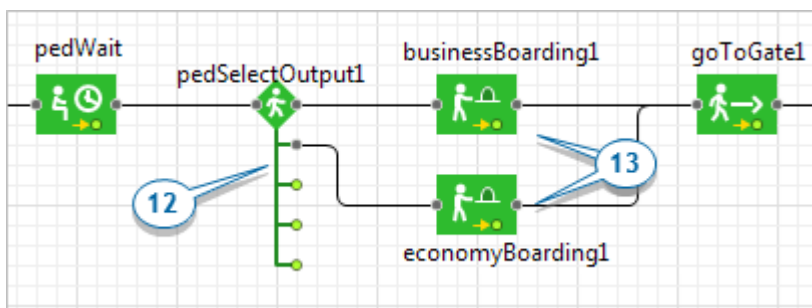 pedWait
pedSelectOutput1
businessBoarding1
goToGate1
12
13
economyBoarding1